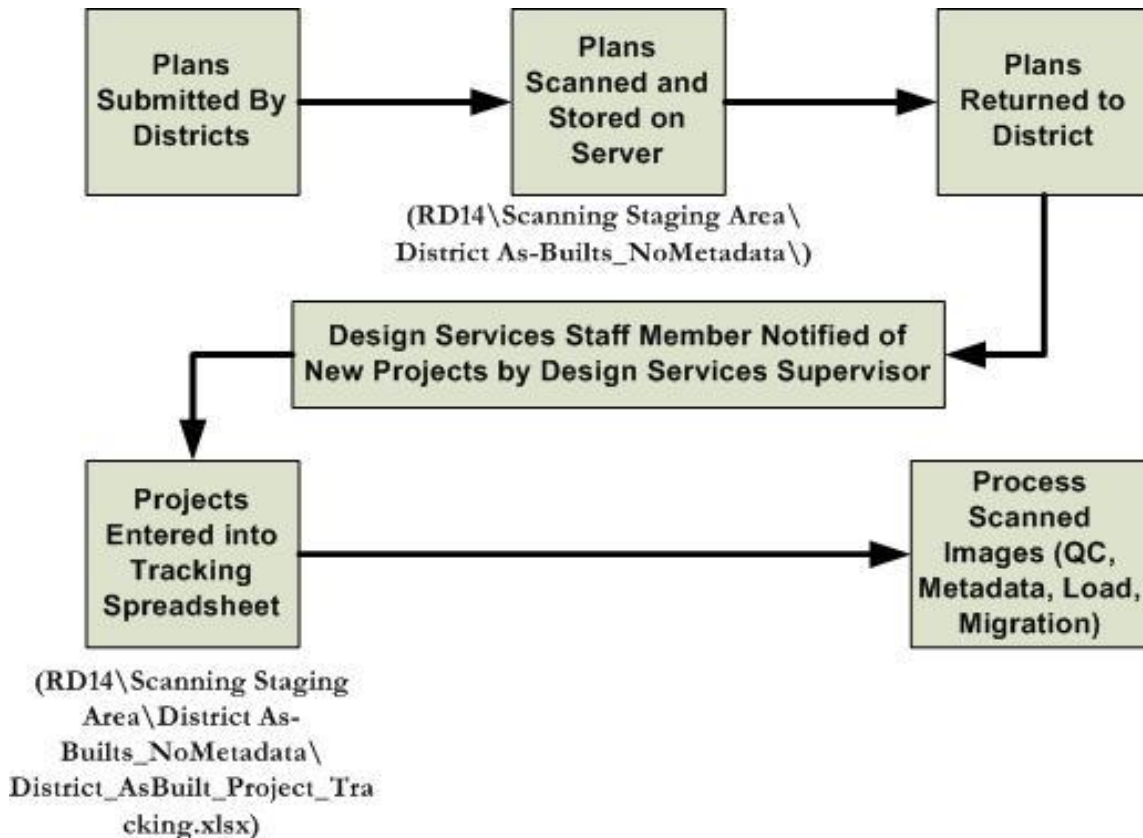 Plans
Submitted By
Districts
Plans
Scanned and
Stored on
Server
Plans
Returned to
District
(RD14\Scanning Staging Area\
District As-Builts_NoMetadata\)
Design Services Staff Member Notified of
New Projects by Design Services Supervisor
Projects
Entered into
Tracking
Spreadsheet
Process
Scanned
Images (QC,
Metadata, Load,
Migration)
(RD14\Scanning Staging
Area\District As-
Builts_NoMetadata\
District_AsBuilt_Project_Tra
cking.xlsx)